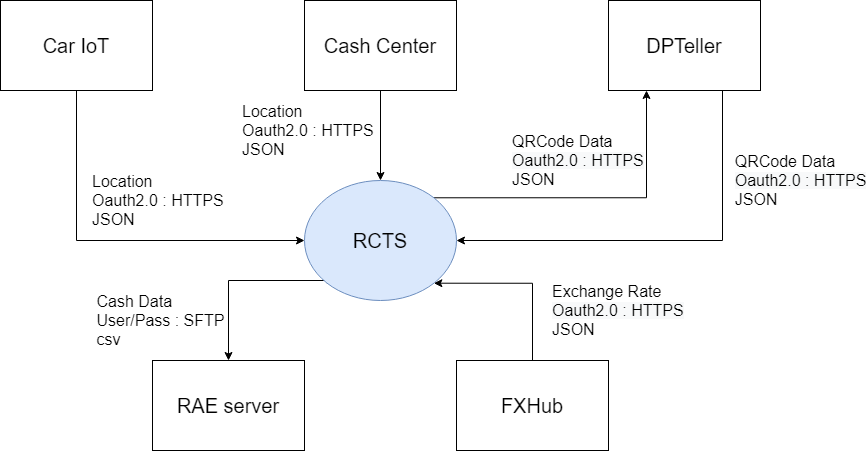 Car IoT
Cash Center
DPTeller
Location
Oauth2.0 : HTTPS
JSON
QRCode Data
Oauth2.0 : HTTPS
JSON
QRCode Data
Oauth2.0 : HTTPS
JSON
Location
Oauth2.0 : HTTPS
JSON
RCTS
Cash Data
User/Pass : SFTP
csv
Exchange Rate
Oauth2.0 : HTTPS
JSON
RAE server
FXHub